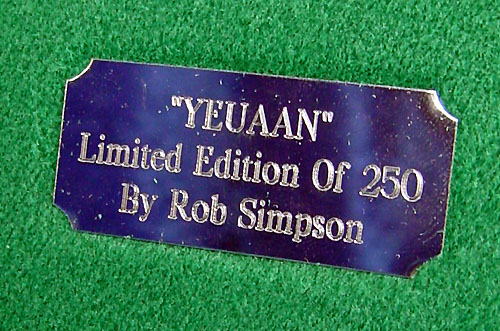 "YEUAAN"
Limited Edition Of 250
By Rob Simpson